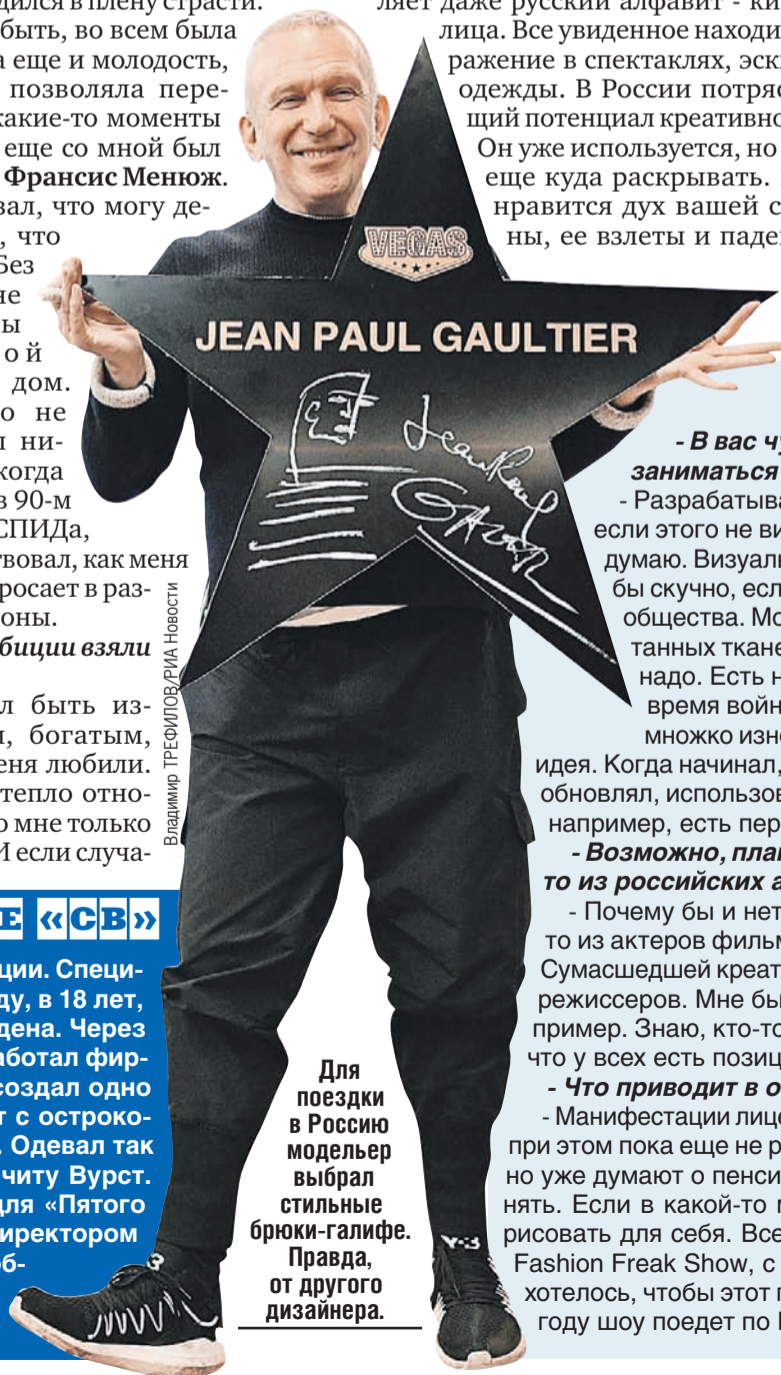 дился в плену страсти.
быть, во всем была
а еще и молодость,
позволяла пере-
какие-то моменты
еще со мной был
Франсис Менюж.
вал, что могу де-
, что
Без
не
ы
ой
дом.
о не
л ни-
когда
в 90-м
СПИДа,
твовал, как меня
росает в раз-
оны.
биции взяли
л быть из-
, богатым,
еня любили.
тепло отно-
о мне только
И если случа-
Владимир ТРЕФИЛОВ/РИА Новости
Е «СВ»
ции. Специ-
ду, в 18 лет,
дена. Через
аботал фир-
создал одно
т с остроко-
. Одевал так
читу Вурст.
для «Пятого
иректором
об-
VEGAS
JEAN PAUL GAULTIER
Jean Paul
GAULTIER
Y-3
Для
поездки
в Россию
модельер
выбрал
стильные
брюки-галифе.
Правда,
от другого
дизайнера.
ляет даже русский алфавит - ки
лица. Все увиденное находи
ражение в спектаклях, эск
одежды. В России потряс
щий потенциал креативно
Он уже используется, но
еще куда раскрывать.
нравится дух вашей с
ны, ее взлеты и паде
- В вас ч
заниматься
- Разрабатыва
если этого не ви
думаю. Визуаль
бы скучно, есл
общества. Мо
танных ткане
надо. Есть н
время войн
множко изно
идея. Когда начинал,
обновлял, использов
например, есть пер
- Возможно, пла
то из российских а
- Почему бы и нет
то из актеров фильм
Сумасшедшей креат
режиссеров. Мне бы
пример. Знаю, кто-то
что у всех есть позиц
- Что приводит в о
- Манифестации лице
при этом пока еще не р
но уже думают о пенси
нять. Если в какой-то м
рисовать для себя. Все
Fashion Freak Show, с
хотелось, чтобы этот п
году шоу поедет по